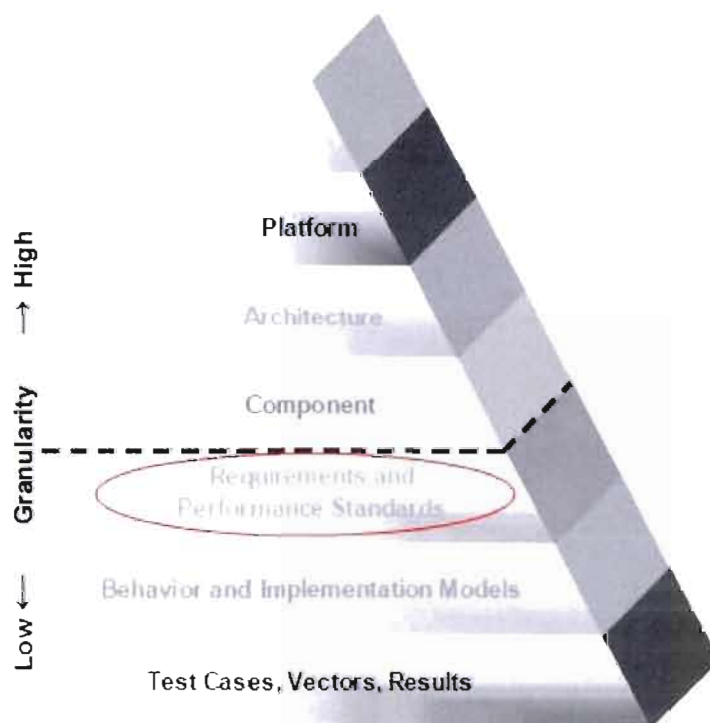 Platform
Architecture
Component
Requirements and
Performance Standards
Behavior and Implementation Models
Test Cases, Vectors, Results
Low ← Granularity → High